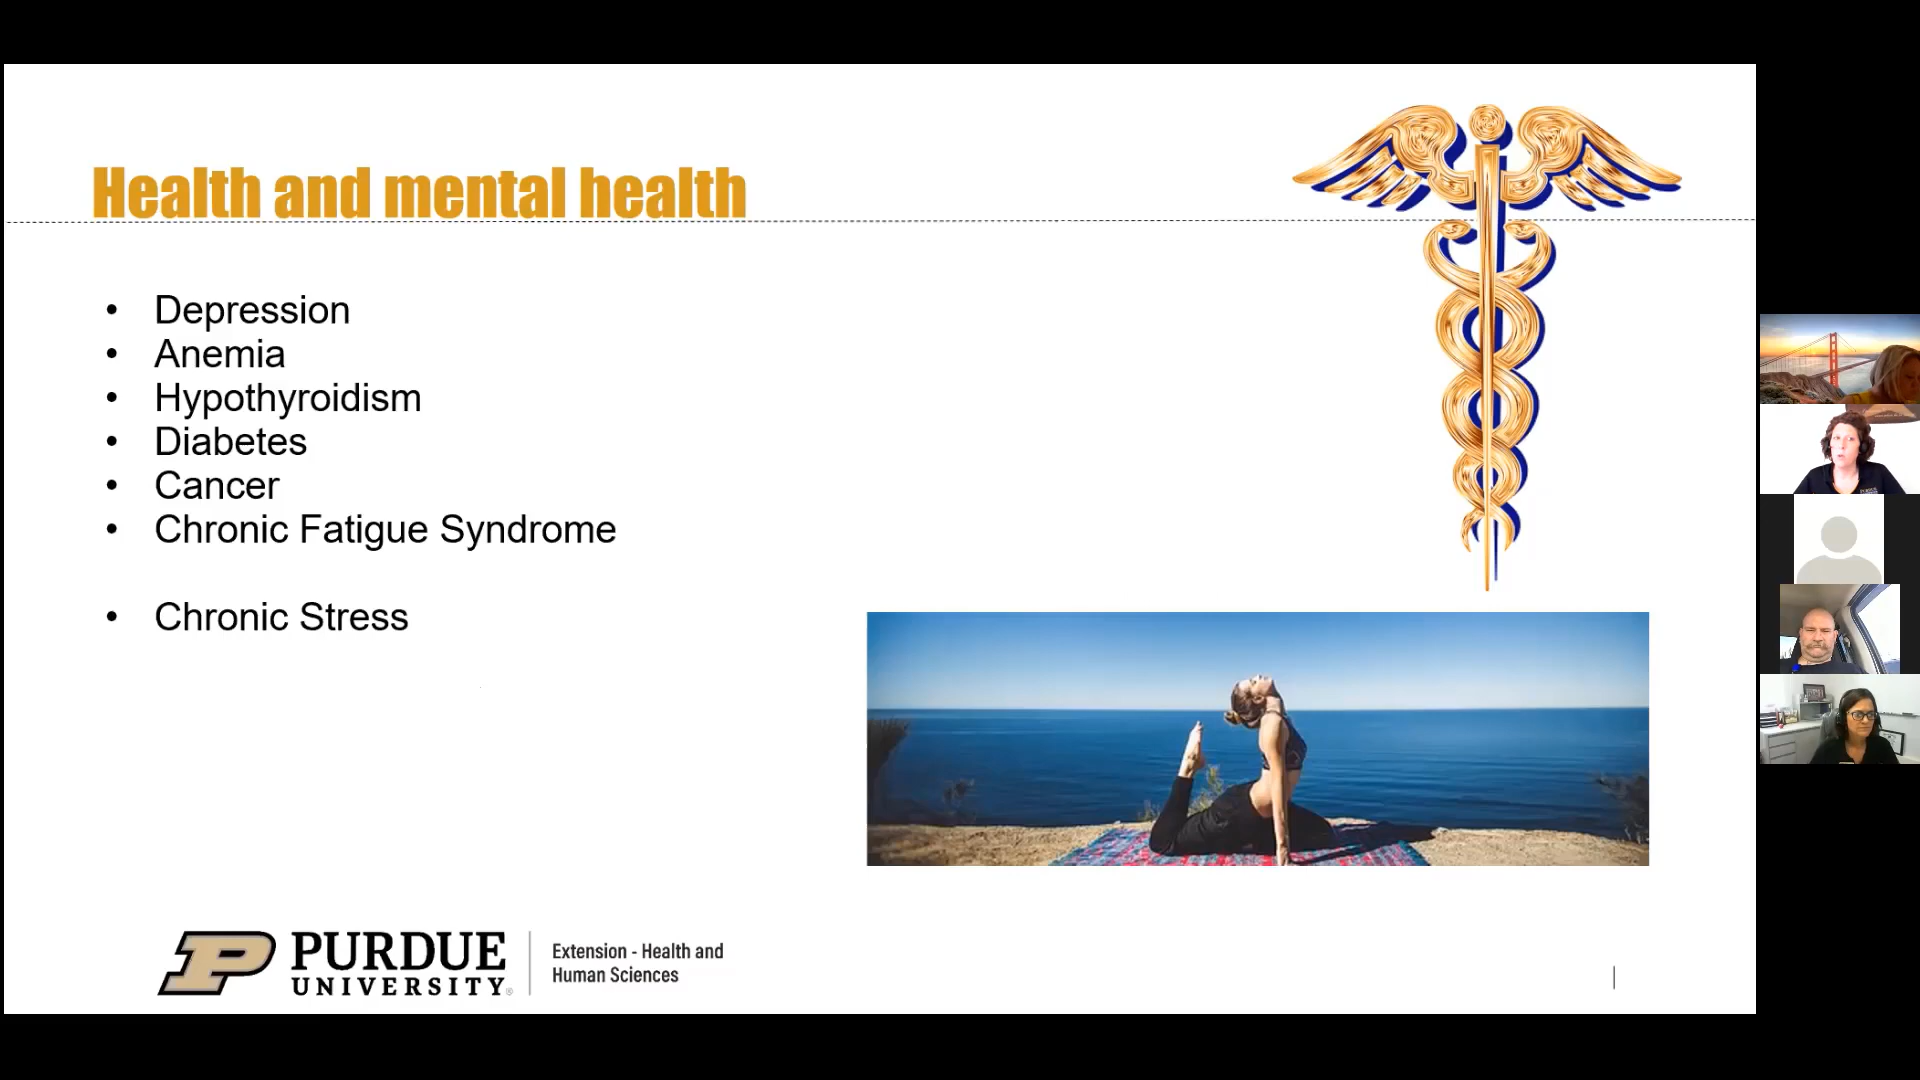 Health and mental health
• Depression
• Anemia
• Hypothyroidism
• Diabetes
• Cancer
• Chronic Fatigue Syndrome
• Chronic Stress
PURDUE
UNIVERSITY®
Extension - Health and
Human Sciences